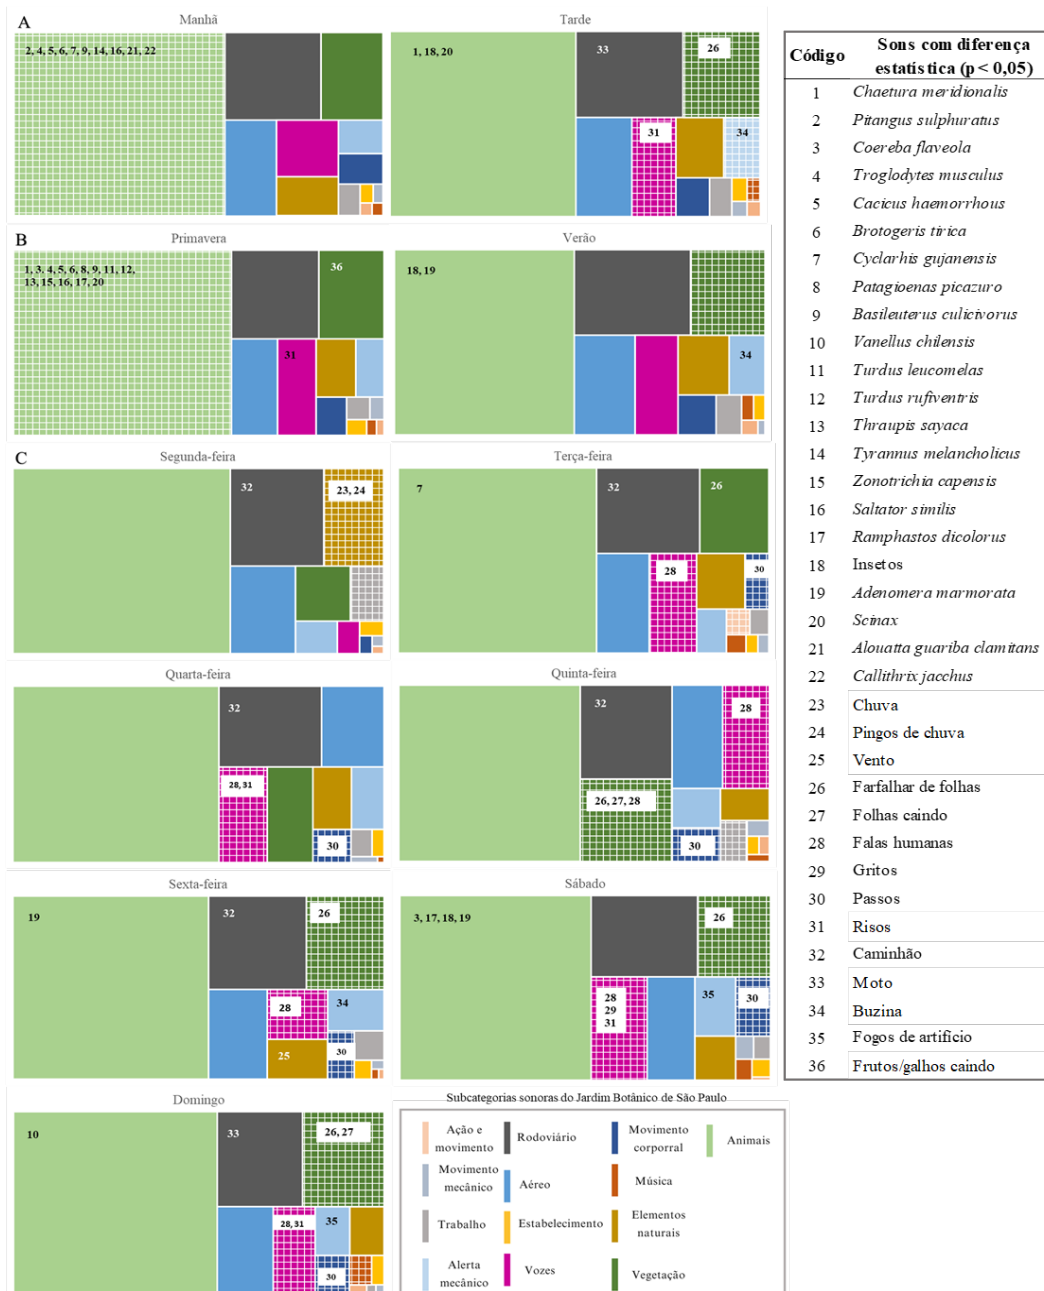 A
Manhã
2, 4, 5, 6, 7, 9, 14, 16, 21, 22
Tarde
1, 18, 20
33
26
31
34
B
Primavera
1, 3. 4, 5, 6, 8, 9, 11, 12,
13, 15, 16, 17, 20
36
31
Verão
18, 19
34
C
Segunda-feira
32
23, 24
Terça-feira
7
32
26
28
30
Quarta-feira
32
28, 31
30
Quinta-feira
32
28
26, 27, 28
30
Sexta-feira
19
32
26
28
34
25
30
Sábado
3, 17, 18, 19
26
28
29
31
35
30
Domingo
10
33
26, 27
28, 31
35
30
Código Sons com diferença
estatística (p < 0,05)
1 Chaetura meridionalis
2 Pitangus sulphuratus
3 Coereba flaveola
4 Troglodytes musculus
5 Cacicus haemorrhous
6 Brotogeris tirica
7 Cyclarhis gujanensis
8 Patagioenas picazuro
9 Basileuterus culicivorus
10 Vanellus chilensis
11 Turdus leucomelas
12 Turdus rufiventris
13 Thraupis sayaca
14 Tyrannus melancholicus
15 Zonotrichia capensis
16 Saltator similis
17 Ramphastos dicolorus
18 Insetos
19 Adenomera marmorata
20 Scinax
21 Alouatta guariba clamitans
22 Callithrix jacchus
23 Chuva
24 Pingos de chuva
25 Vento
26 Farfalhar de folhas
27 Folhas caindo
28 Falas humanas
29 Gritos
30 Passos
31 Risos
32 Caminhão
33 Moto
34 Buzina
35 Fogos de artifício
36 Frutos/galhos caindo
Subcategorias sonoras do Jardim Botânico de São Paulo
Ação e
movimento
Rodoviário
Movimento
corporal
Animais
Movimento
mecânico
Aéreo
Música
Trabalho
Estabelecimento
Elementos
naturais
Alerta
mecânico
Vozes
Vegetação